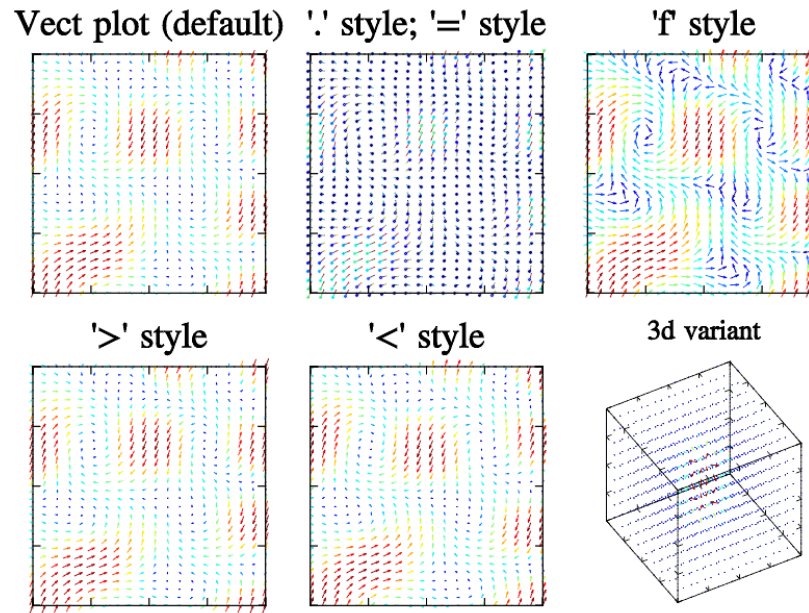 Vect plot (default)
'.' style; '=' style
'f' style
'>' style
'<' style
3d variant